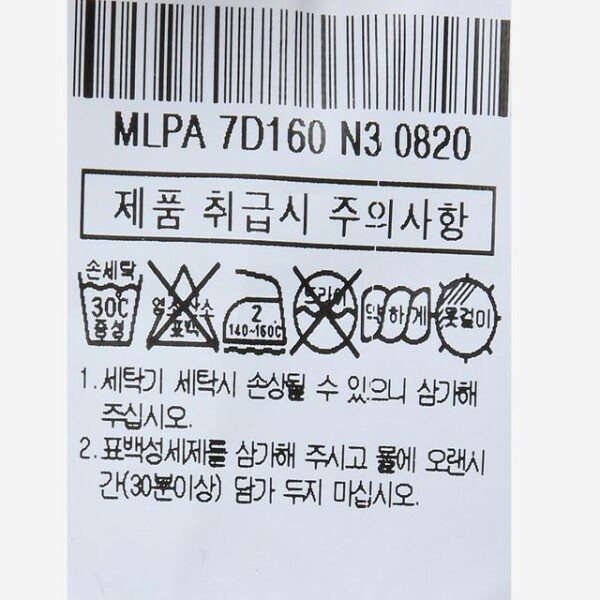 MLPA 7D160 N3 0820
제품 취급시 주의사항
손세탁
30℃
중성
염소산소
표백
2
140~160℃
드라이
약하게
옷걸이
1.세탁기 세탁시 손상될 수 있으니 삼가해
주십시오.
2.표백성세제를 삼가해 주시고 물에 오랜시
간(30분이상) 담가 두지 마십시오.